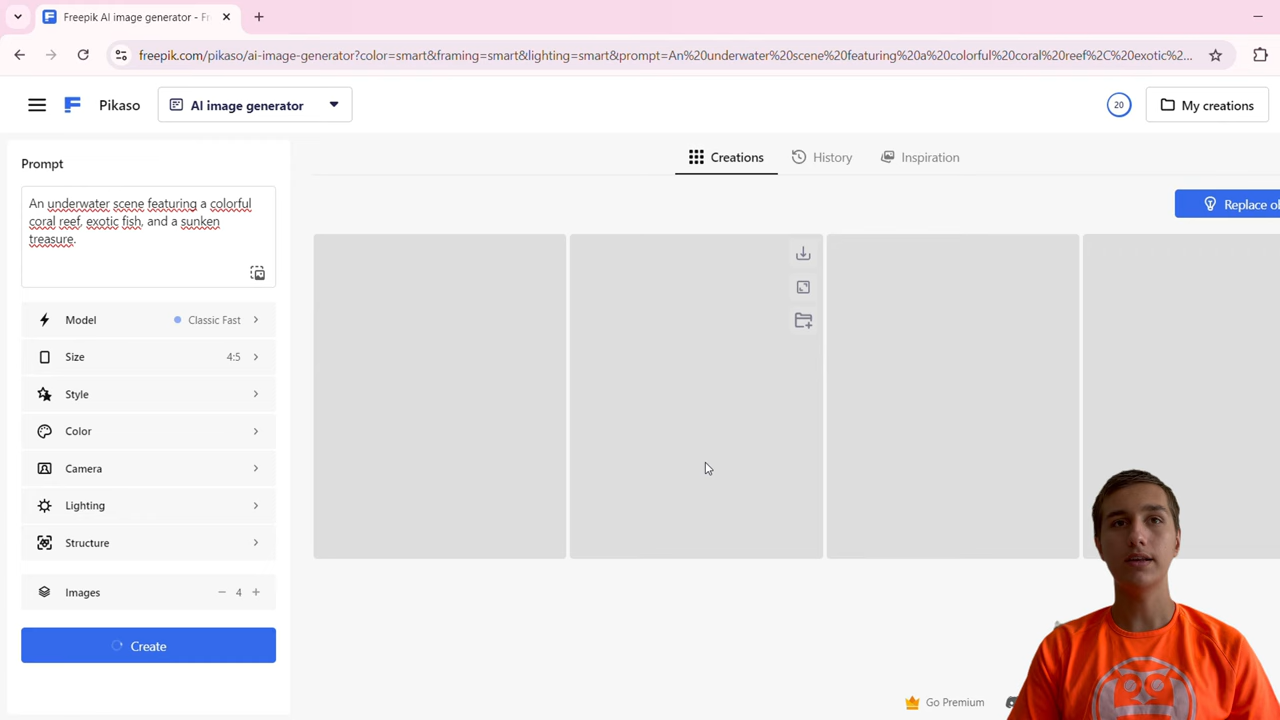 Freepik AI image generator - Fr
freepik.com/pikaso/ai-image-generator?color=smart&framing=smart&lighting=smart&prompt=An%20underwater%20scene%20featuring%20a%20colorful%20coral%20reef%2C%20exotic%2...
Pikaso
AI image generator
20
My creations
Prompt
Creations
History
Inspiration
An underwater scene featuring a colorful
coral reef, exotic fish, and a sunken
treasure.
Replace ob
Model
Classic Fast
Size
4:5
Style
Color
Camera
Lighting
Structure
Images
4
Create
Go Premium